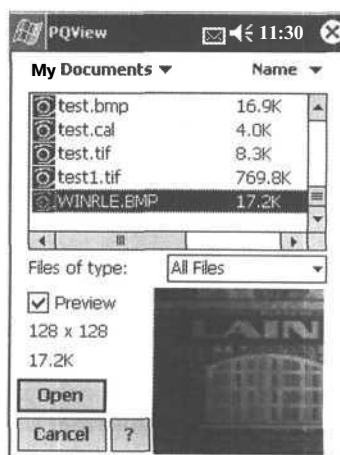 PQView 11:30
My Documents Name
test.bmp 16.9K
test.cal 4.0K
test.tif 8.3K
test1.tif 769.8K
WINRLE.BMP 17.2K
Files of type: All Files
Preview
128 x 128
17.2K
LAIN
Open
Cancel ?